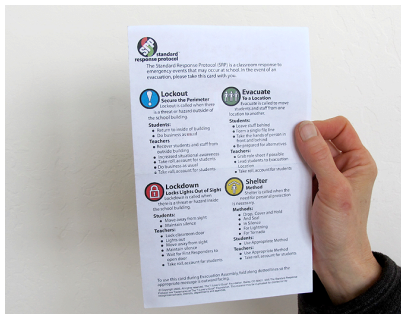 SRP
standard
response protocol
The Standard Response Protocol (SRP) is a classroom response to
emergency events that may occur at school. In the event of an
evacuation, please take this card with you.
Lockout
Secure the Perimeter
Lockout is called when there
is a threat or hazard outside of
the school building.
Students:
Return to inside of building
Do business as usual
Teachers
Recover students and staff from
outside building
Increased situational awareness
Take roll, account for students
Do business as usual
Take roll, account for students
Evacuate
To a Location
Evacuate is called to move
students and staff from one
location to another.
Students:
Leave stuff behind
Form a single file line
Take the hands of person in
front and behind
Be prepared for alternatives
Teachers:
Grab roll sheet if possible
Lead students to Evacuation
Location
Take roll, account for students
Lockdown
Locks, Lights, Out of Sight
Lockdown is called when
there is a threat or hazard inside
the school building.
Students:
Move away from sight
Maintain silence
Teachers:
Lock classroom door
Lights out
Move away from sight
Maintain silence
Wait for First Responders to
open door
Take roll, account for students
Shelter
Method
Shelter is called when the
need for personal protection
is necessary.
Methods:
Drop, Cover and Hold
And Seal
In Silence
For Lightning
For Tornado
Students:
Use Appropriate Method
Teachers:
Use Appropriate Method
Take roll, account for students